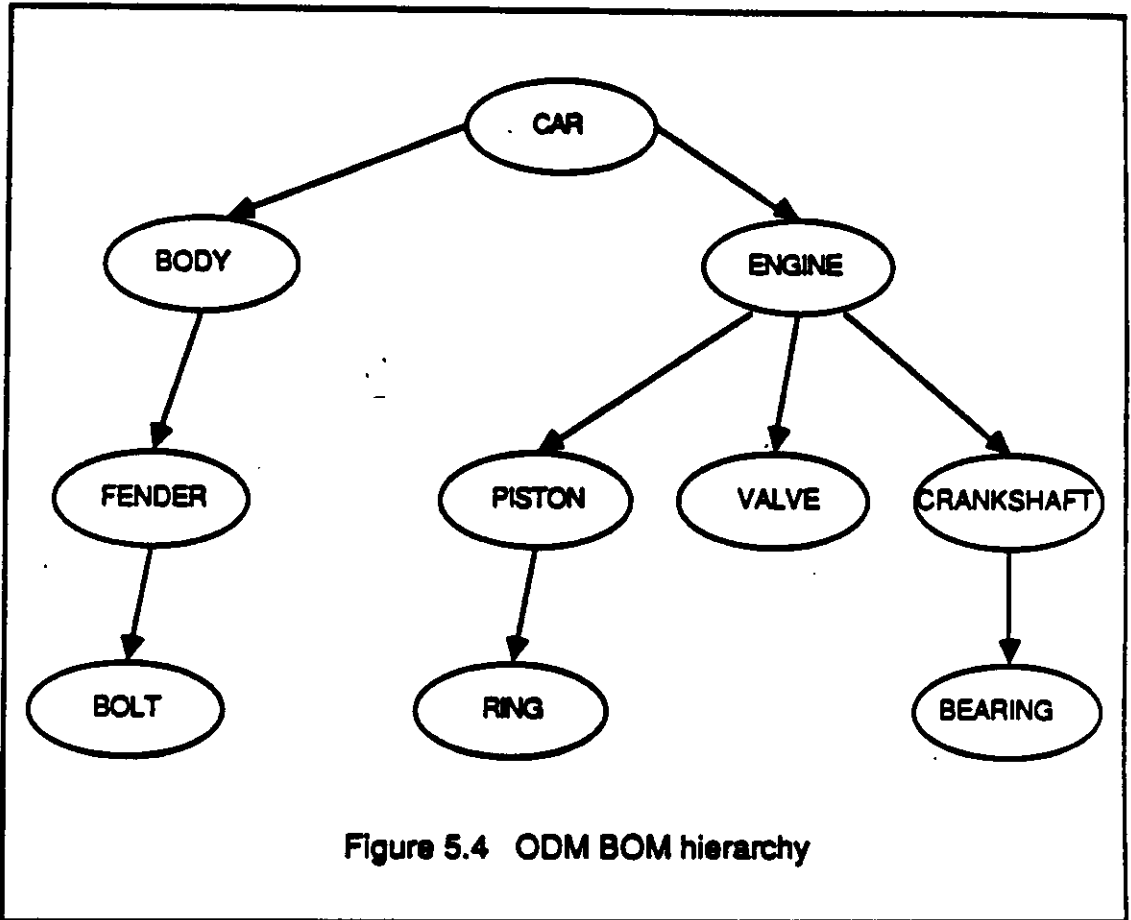 CAR
BODY
ENGINE
FENDER
PISTON
VALVE
CRANKSHAFT
BOLT
RING
BEARING
Figure 5.4 ODM BOM hierarchy